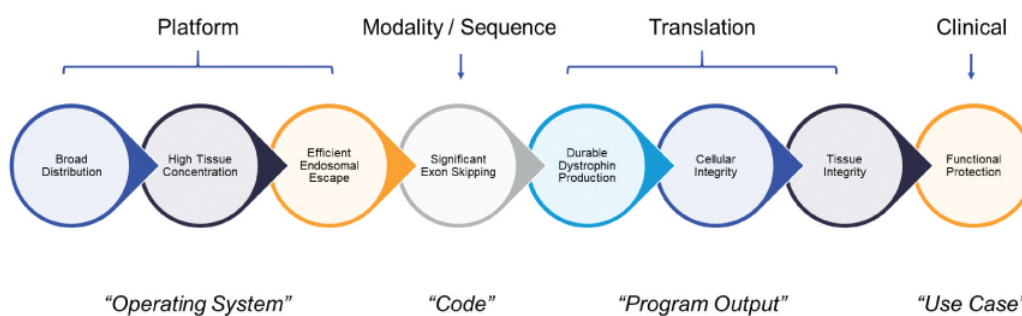 Platform
Modality / Sequence
Translation
Clinical
Broad
Distribution
High Tissue
Concentration
Efficient
Endosomal
Escape
Significant
Exon Skipping
Durable
Dystrophin
Production
Cellular
Integrity
Tissue
Integrity
Functional
Protection
“Operating System”
“Code”
“Program Output”
“Use Case”